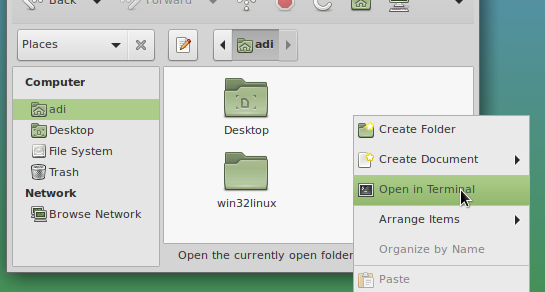 Back
Forward
Places
adi
Computer
adi
Desktop
File System
Trash
Network
Browse Network
Desktop
win32linux
Create Folder
Create Document
Open in Terminal
Arrange Items
Organize by Name
Paste
Open the currently open folder